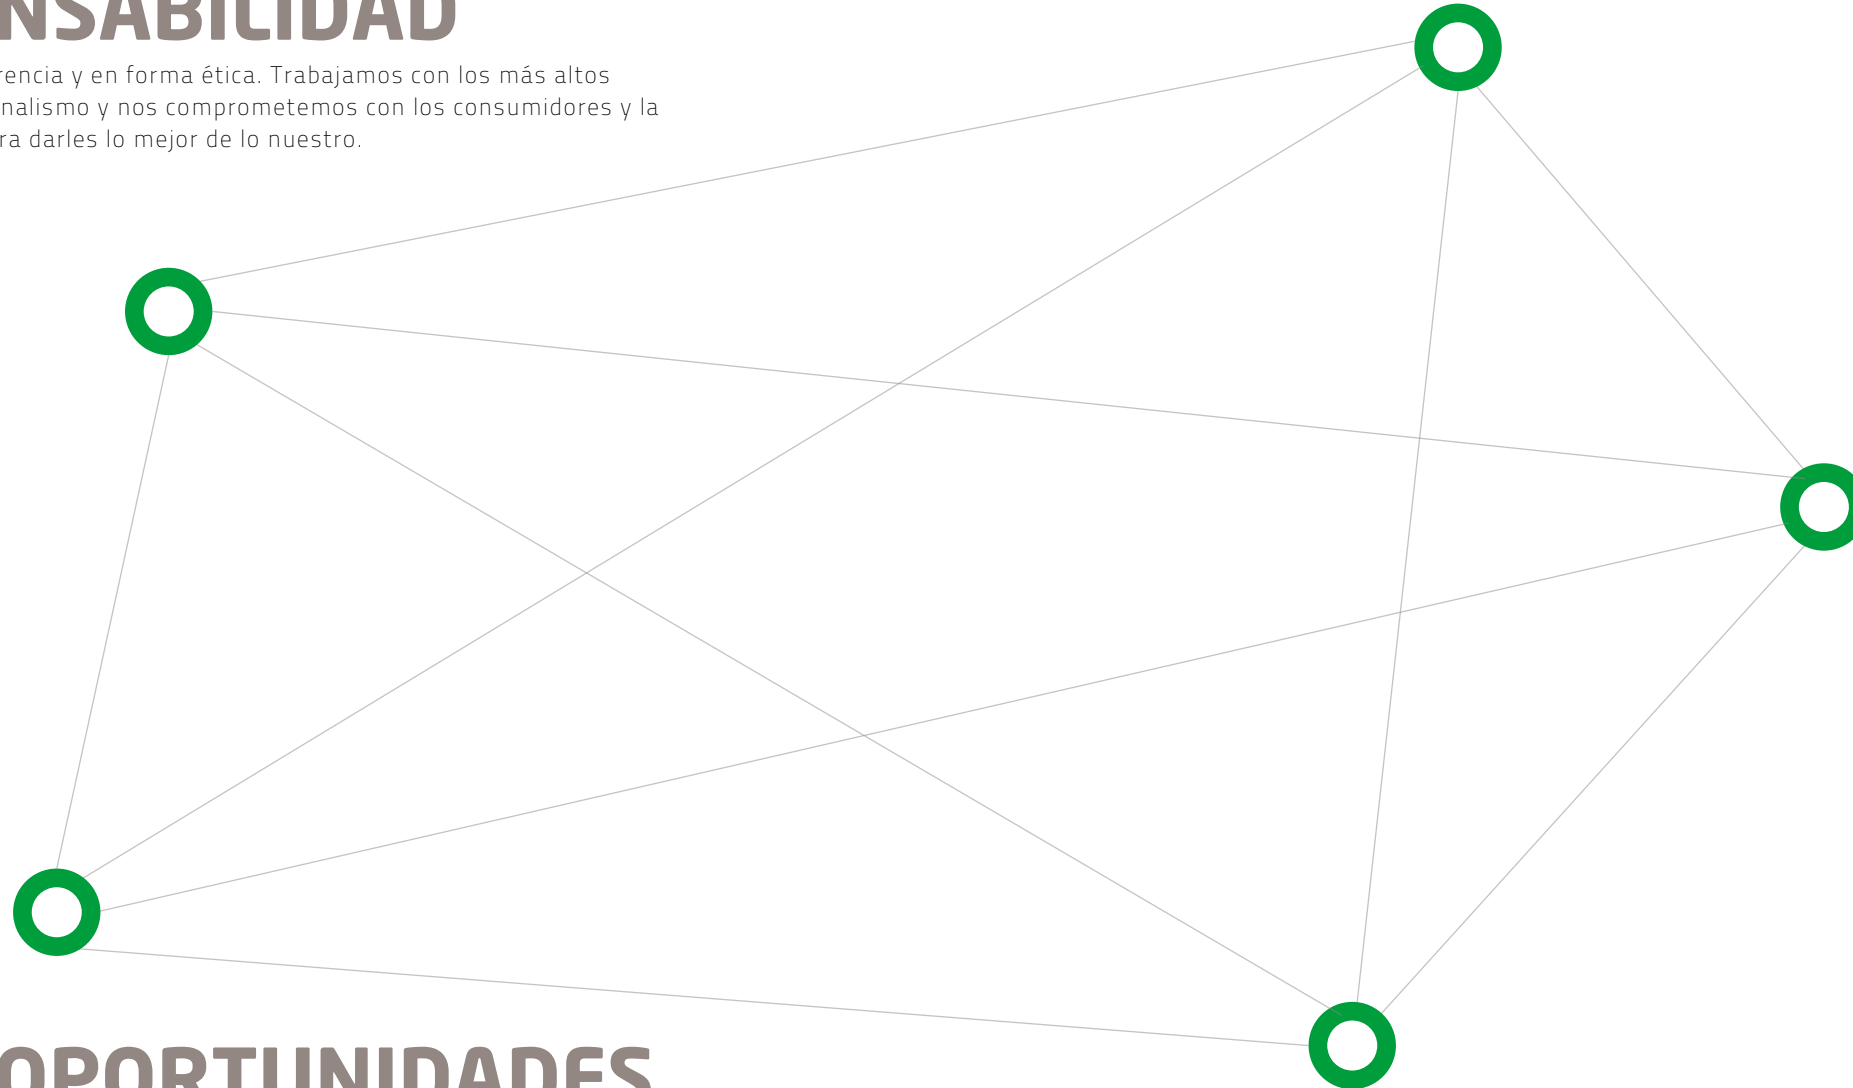 NSABILIDAD
rencia y en forma ética. Trabajamos con los más altos
nalismo y nos comprometemos con los consumidores y la
ra darles lo mejor de lo nuestro.
OPORTUNIDADES